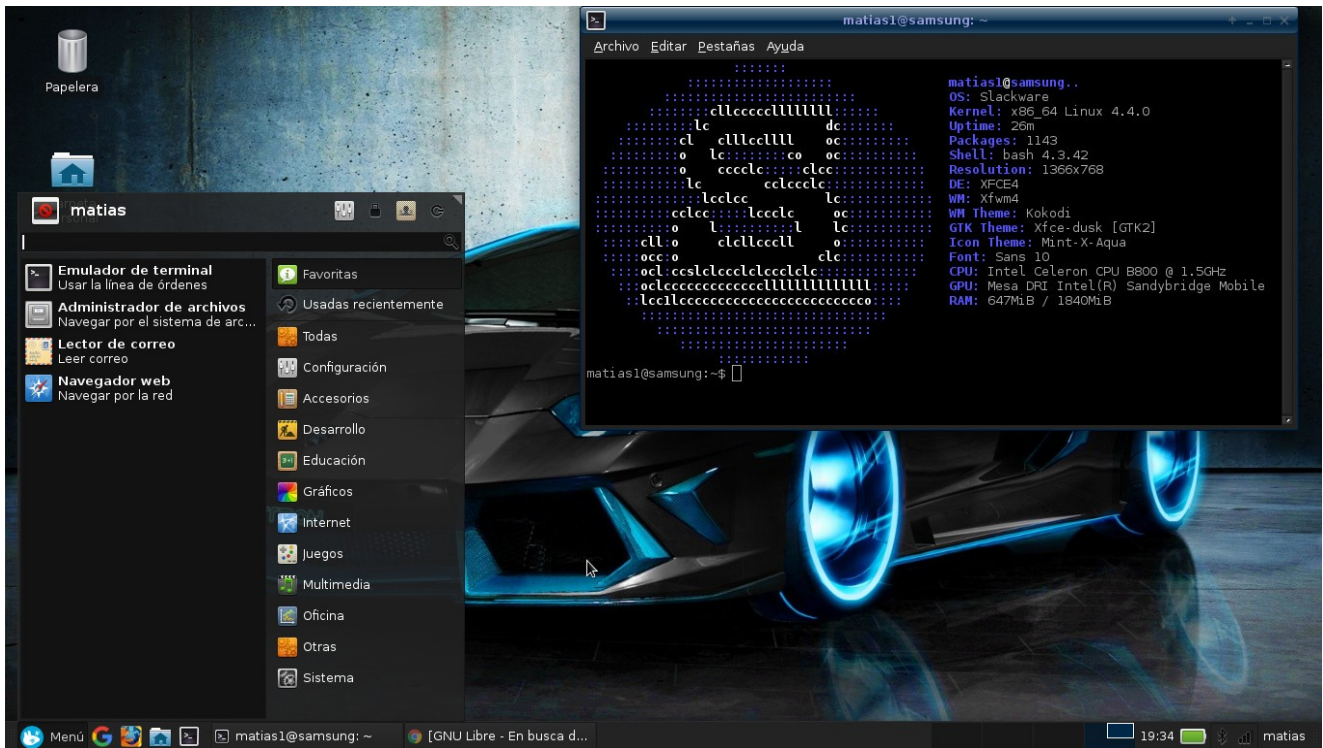 Papelera
matias
Emulador de terminal
Usar la línea de órdenes
Administrador de archivos
Navegar por el sistema de arc...
Lector de correo
Leer correo
Navegador web
Navegar por la red
Favoritas
Usadas recientemente
Todas
Configuración
Accesorios
Desarrollo
Educación
Gráficos
Internet
Juegos
Multimedia
Oficina
Otras
Sistema
matias1@samsung: ~
Archivo Editar Pestañas Ayuda
matias1@samsung..
OS: Slackware
Kernel: x86_64 Linux 4.4.0
Uptime: 26m
Packages: 1143
Shell: bash 4.3.42
Resolution: 1366x768
DE: XFCE4
WM: Xfwm4
WM Theme: Kokodi
GTK Theme: Xfce-dusk [GTK2]
Icon Theme: Mint-X-Aqua
Font: Sans 10
CPU: Intel Celeron CPU B800 @ 1.5GHz
GPU: Mesa DRI Intel(R) Sandybridge Mobile
RAM: 647MiB / 1840MiB
matias1@samsung:~$
Menú
matias1@samsung: ~
[GNU Libre - En busca d...
19:34
matias